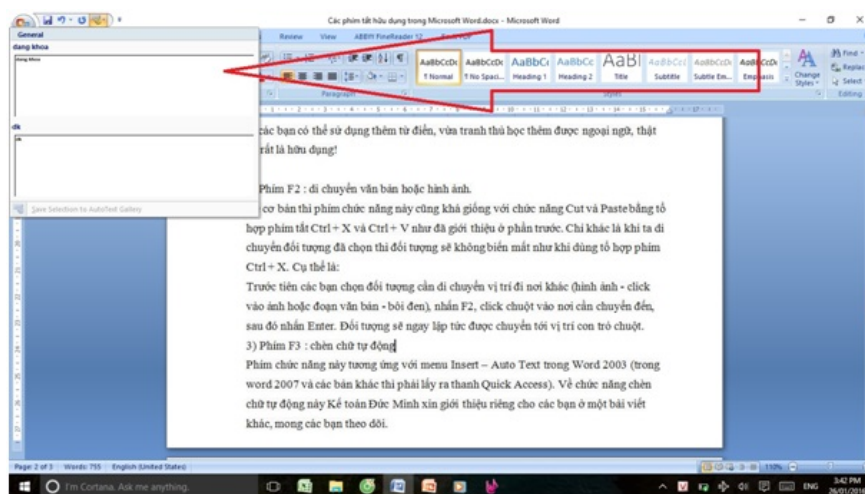 Các phím tắt hữu dụng trong Microsoft Word.docx - Microsoft Word
General
dang khoa
dang khoa
dk
dk
Save Selection to AutoText Gallery
Review View ABBYY FineReader 12
Paragraph
AaBbCcDc AaBbCcDc AaBbCc AaBbCc AaBl AaBbCcL AaBbCcDc AaBbCcDc
¶ Normal ¶ No Spaci... Heading 1 Heading 2 Title Subtitle Subtle Em... Emphasis
Change Styles
Find
Replac
Select
Editing
các bạn có thể sử dụng thêm từ điển, vừa tranh thủ học thêm được ngoại ngữ, thật
rất là hữu dụng!
Phím F2 : di chuyển văn bản hoặc hình ảnh.
cơ bản thì phím chức năng này cũng khá giống với chức năng Cut và Paste bằng tổ
hợp phím tắt Ctrl + X và Ctrl + V như đã giới thiệu ở phần trước. Chỉ khác là khi ta di
chuyển đối tượng đã chọn thì đối tượng sẽ không biến mất như khi dùng tổ hợp phím
Ctrl + X. Cụ thể là:
Trước tiên các bạn chọn đối tượng cần di chuyển vị trí đi nơi khác (hình ảnh - click
vào ảnh hoặc đoạn văn bản - bôi đen), nhấn F2, click chuột vào nơi cần chuyển đến,
sau đó nhấn Enter. Đối tượng sẽ ngay lập tức được chuyển tới vị trí con trỏ chuột.
3) Phím F3 : chèn chữ tự động
Phím chức năng này tương ứng với menu Insert – Auto Text trong Word 2003 (trong
word 2007 và các bản khác thì phải lấy ra thanh Quick Access). Về chức năng chèn
chữ tự động này Kế toán Đức Minh xin giới thiệu riêng cho các bạn ở một bài viết
khác, mong các bạn theo dõi.
Page: 2 of 3 Words: 755 English (United States)
110%
I'm Cortana. Ask me anything.
ENG
3:42 PM